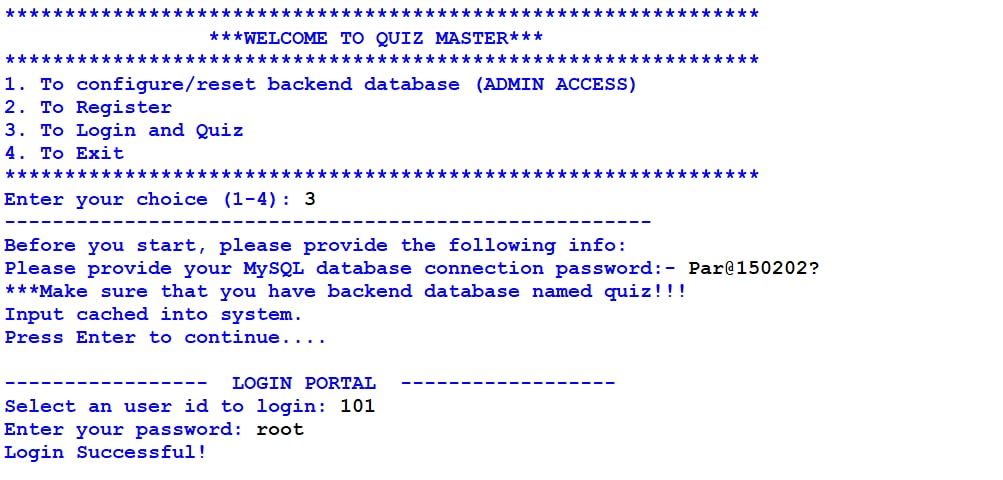 ***************************************************************
***WELCOME TO QUIZ MASTER***
***************************************************************
1. To configure/reset backend database (ADMIN ACCESS)
2. To Register
3. To Login and Quiz
4. To Exit
***************************************************************
Enter your choice (1-4): 3
------------------------------------------------------
Before you start, please provide the following info:
Please provide your MySQL database connection password:- Par@150202?
***Make sure that you have backend database named quiz!!!
Input cached into system.
Press Enter to continue....
-----------------  LOGIN PORTAL  ------------------
Select an user id to login: 101
Enter your password: root
Login Successful!